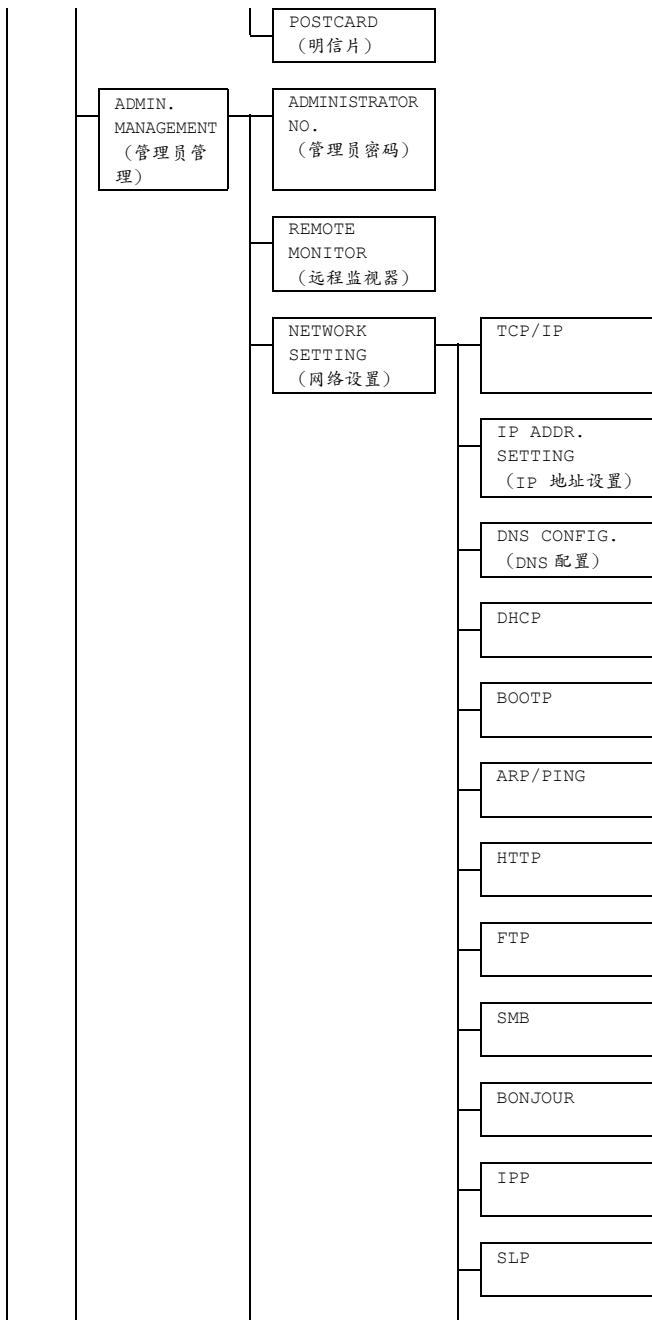 POSTCARD
（明信片）
ADMIN.
MANAGEMENT
（管理员管
理）
ADMINISTRATOR
NO.
（管理员密码）
REMOTE
MONITOR
（远程监视器）
NETWORK
SETTING
（网络设置）
TCP/IP
IP ADDR.
SETTING
（IP 地址设置）
DNS CONFIG.
（DNS 配置）
DHCP
BOOTP
ARP/PING
HTTP
FTP
SMB
BONJOUR
IPP
SLP